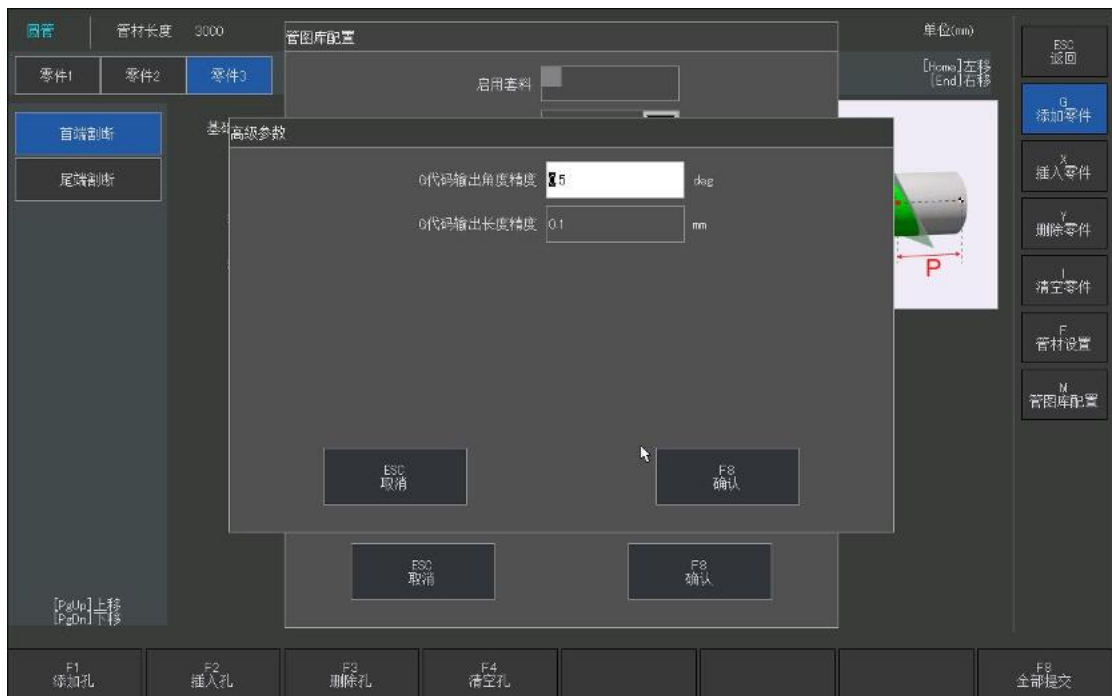 圆管
管材长度 3000
管图库配置
单位(mm)
零件1
零件2
零件3
启用套料
[Home]左移
[End]右移
首端割断
尾端割断
高级参数
G代码输出角度精度 0.5 deg
G代码输出长度精度 0.1 mm
P
ESC
取消
F8
确认
ESC
取消
F8
确认
[PgUp]上移
[PgDn]下移
ESC
返回
G
添加零件
X
插入零件
Y
删除零件
I
清空零件
F
管材设置
M
管图库配置
F1
添加孔
F2
插入孔
F3
删除孔
F4
清空孔
F8
全部提交